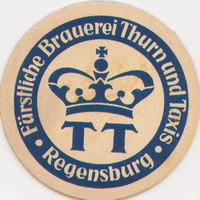 Fürstliche Brauerei Thurn und Taxis
TT
Regensburg